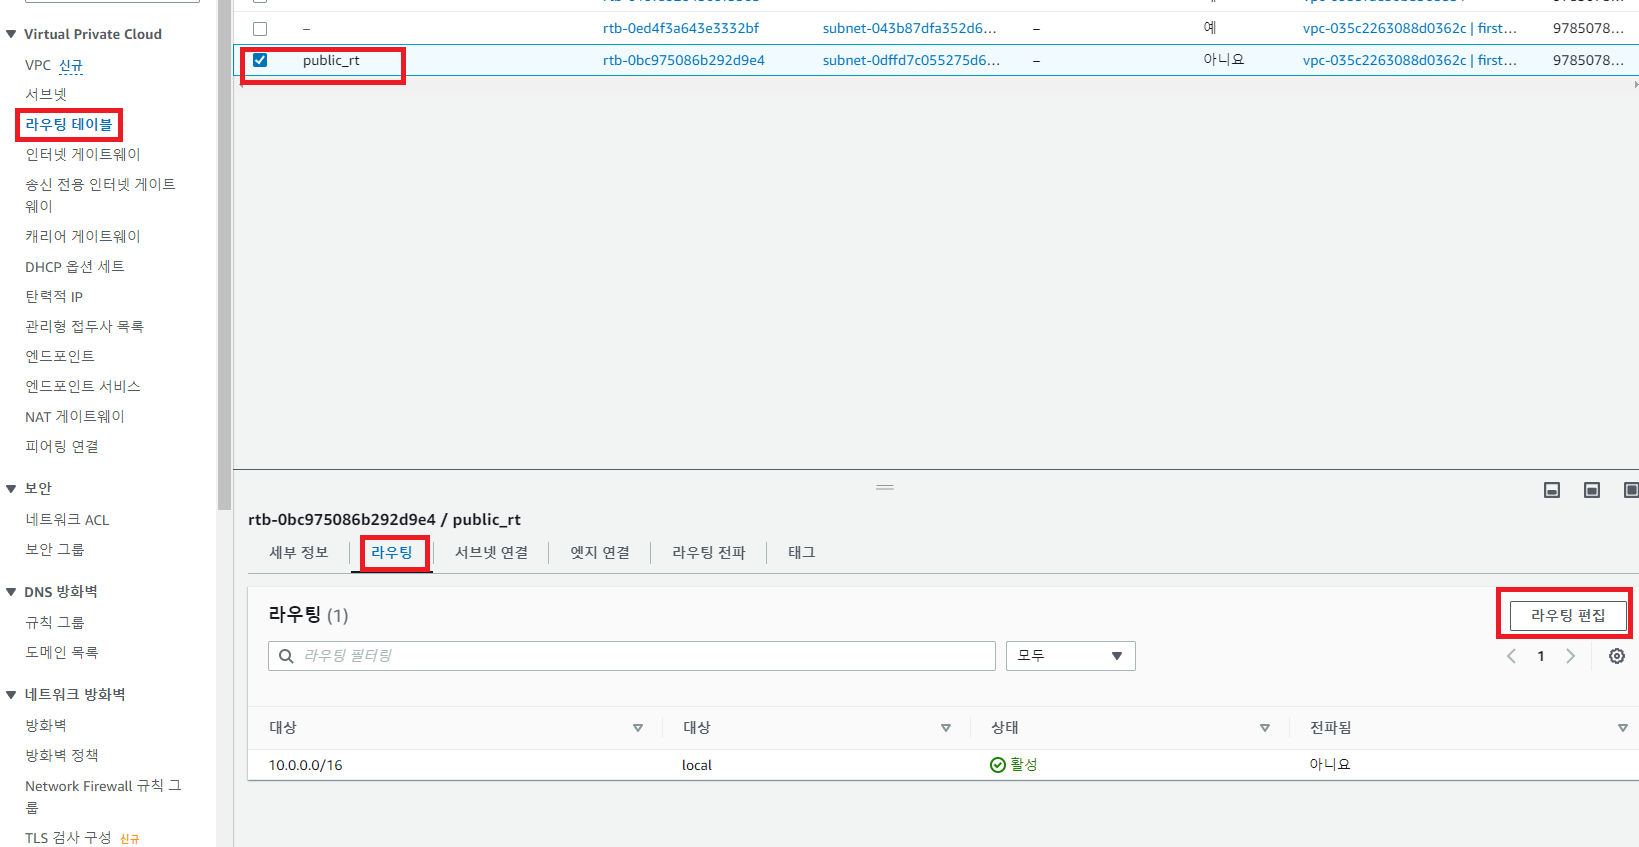 Virtual Private Cloud
VPC 신규
서브넷
라우팅 테이블
인터넷 게이트웨이
송신 전용 인터넷 게이트
웨이
캐리어 게이트웨이
DHCP 옵션 세트
탄력적 IP
관리형 접두사 목록
엔드포인트
엔드포인트 서비스
NAT 게이트웨이
피어링 연결
보안
네트워크 ACL
보안 그룹
DNS 방화벽
규칙 그룹
도메인 목록
네트워크 방화벽
방화벽
방화벽 정책
Network Firewall 규칙 그
룹
TLS 검사 구성 신규
– rtb-0ed4f3a643e3332bf subnet-043b87dfa352d6... – 예 vpc-035c2263088d0362c | first... 9785078...
public_rt rtb-0bc975086b292d9e4 subnet-0dffd7c055275d6... – 아니요 vpc-035c2263088d0362c | first... 9785078...
rtb-0bc975086b292d9e4 / public_rt
세부 정보 라우팅 서브넷 연결 엣지 연결 라우팅 전파 태그
라우팅 (1)
라우팅 편집
라우팅 필터링 모두 1
대상 대상 상태 전파됨
10.0.0.0/16 local 활성 아니요